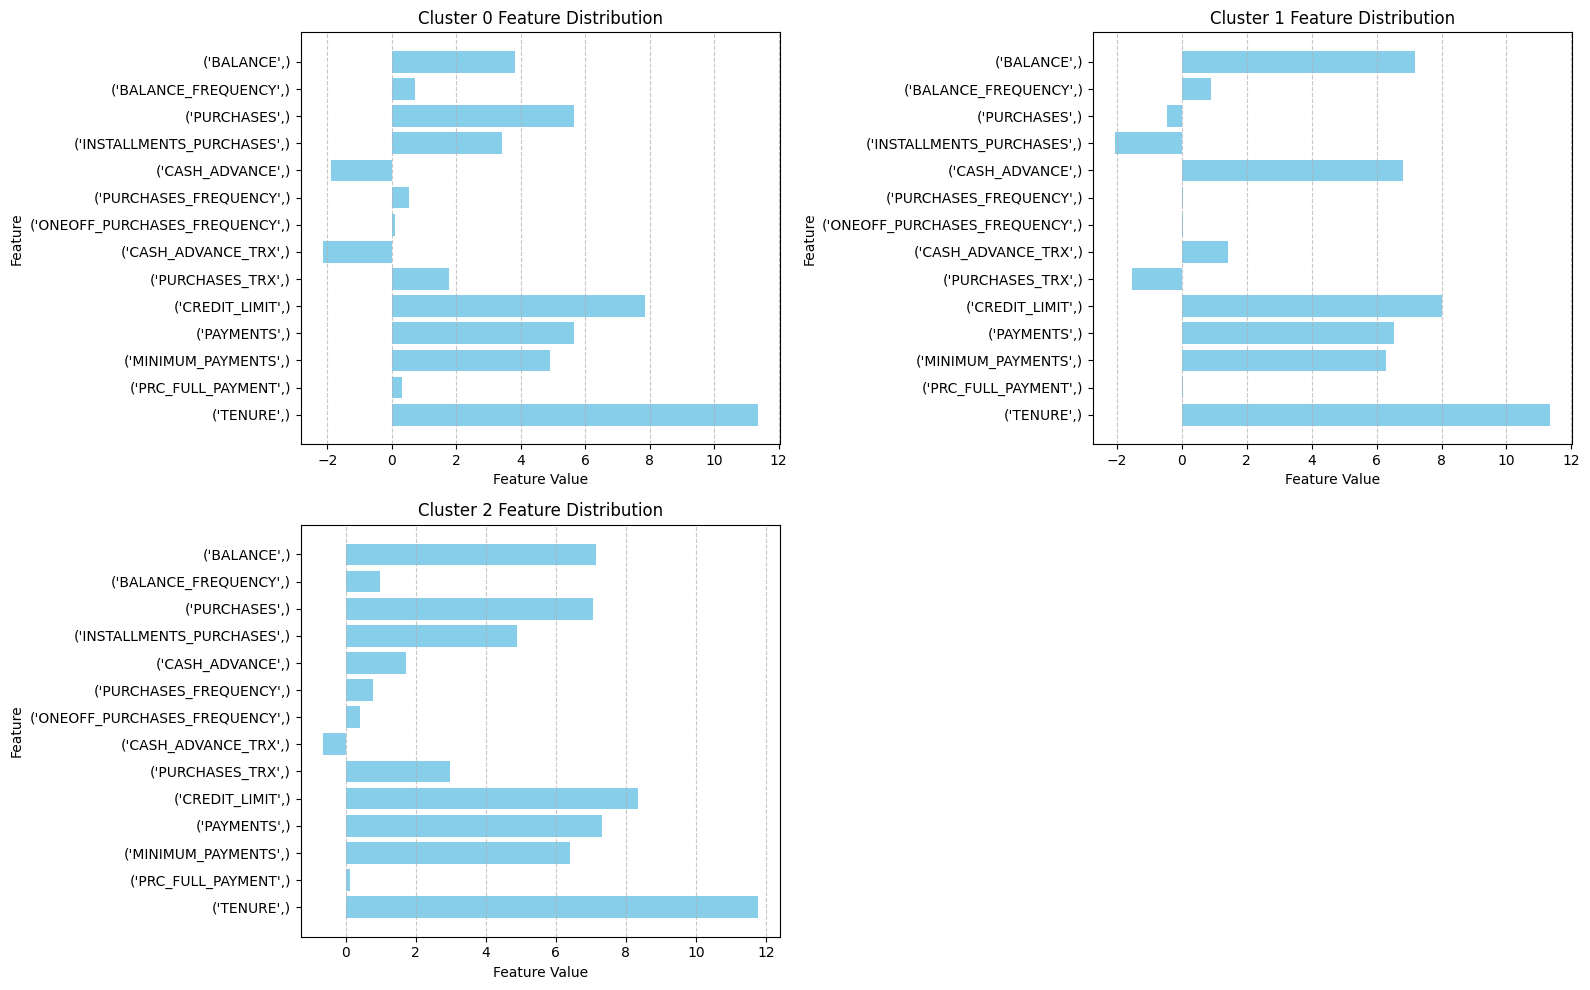 Cluster 0 Feature Distribution
Feature
('BALANCE',)
('BALANCE_FREQUENCY',)
('PURCHASES',)
('INSTALLMENTS_PURCHASES',)
('CASH_ADVANCE',)
('PURCHASES_FREQUENCY',)
('ONEOFF_PURCHASES_FREQUENCY',)
('CASH_ADVANCE_TRX',)
('PURCHASES_TRX',)
('CREDIT_LIMIT',)
('PAYMENTS',)
('MINIMUM_PAYMENTS',)
('PRC_FULL_PAYMENT',)
('TENURE',)
−2 0 2 4 6 8 10 12
Feature Value
Cluster 1 Feature Distribution
Feature
('BALANCE',)
('BALANCE_FREQUENCY',)
('PURCHASES',)
('INSTALLMENTS_PURCHASES',)
('CASH_ADVANCE',)
('PURCHASES_FREQUENCY',)
('ONEOFF_PURCHASES_FREQUENCY',)
('CASH_ADVANCE_TRX',)
('PURCHASES_TRX',)
('CREDIT_LIMIT',)
('PAYMENTS',)
('MINIMUM_PAYMENTS',)
('PRC_FULL_PAYMENT',)
('TENURE',)
−2 0 2 4 6 8 10 12
Feature Value
Cluster 2 Feature Distribution
Feature
('BALANCE',)
('BALANCE_FREQUENCY',)
('PURCHASES',)
('INSTALLMENTS_PURCHASES',)
('CASH_ADVANCE',)
('PURCHASES_FREQUENCY',)
('ONEOFF_PURCHASES_FREQUENCY',)
('CASH_ADVANCE_TRX',)
('PURCHASES_TRX',)
('CREDIT_LIMIT',)
('PAYMENTS',)
('MINIMUM_PAYMENTS',)
('PRC_FULL_PAYMENT',)
('TENURE',)
0 2 4 6 8 10 12
Feature Value